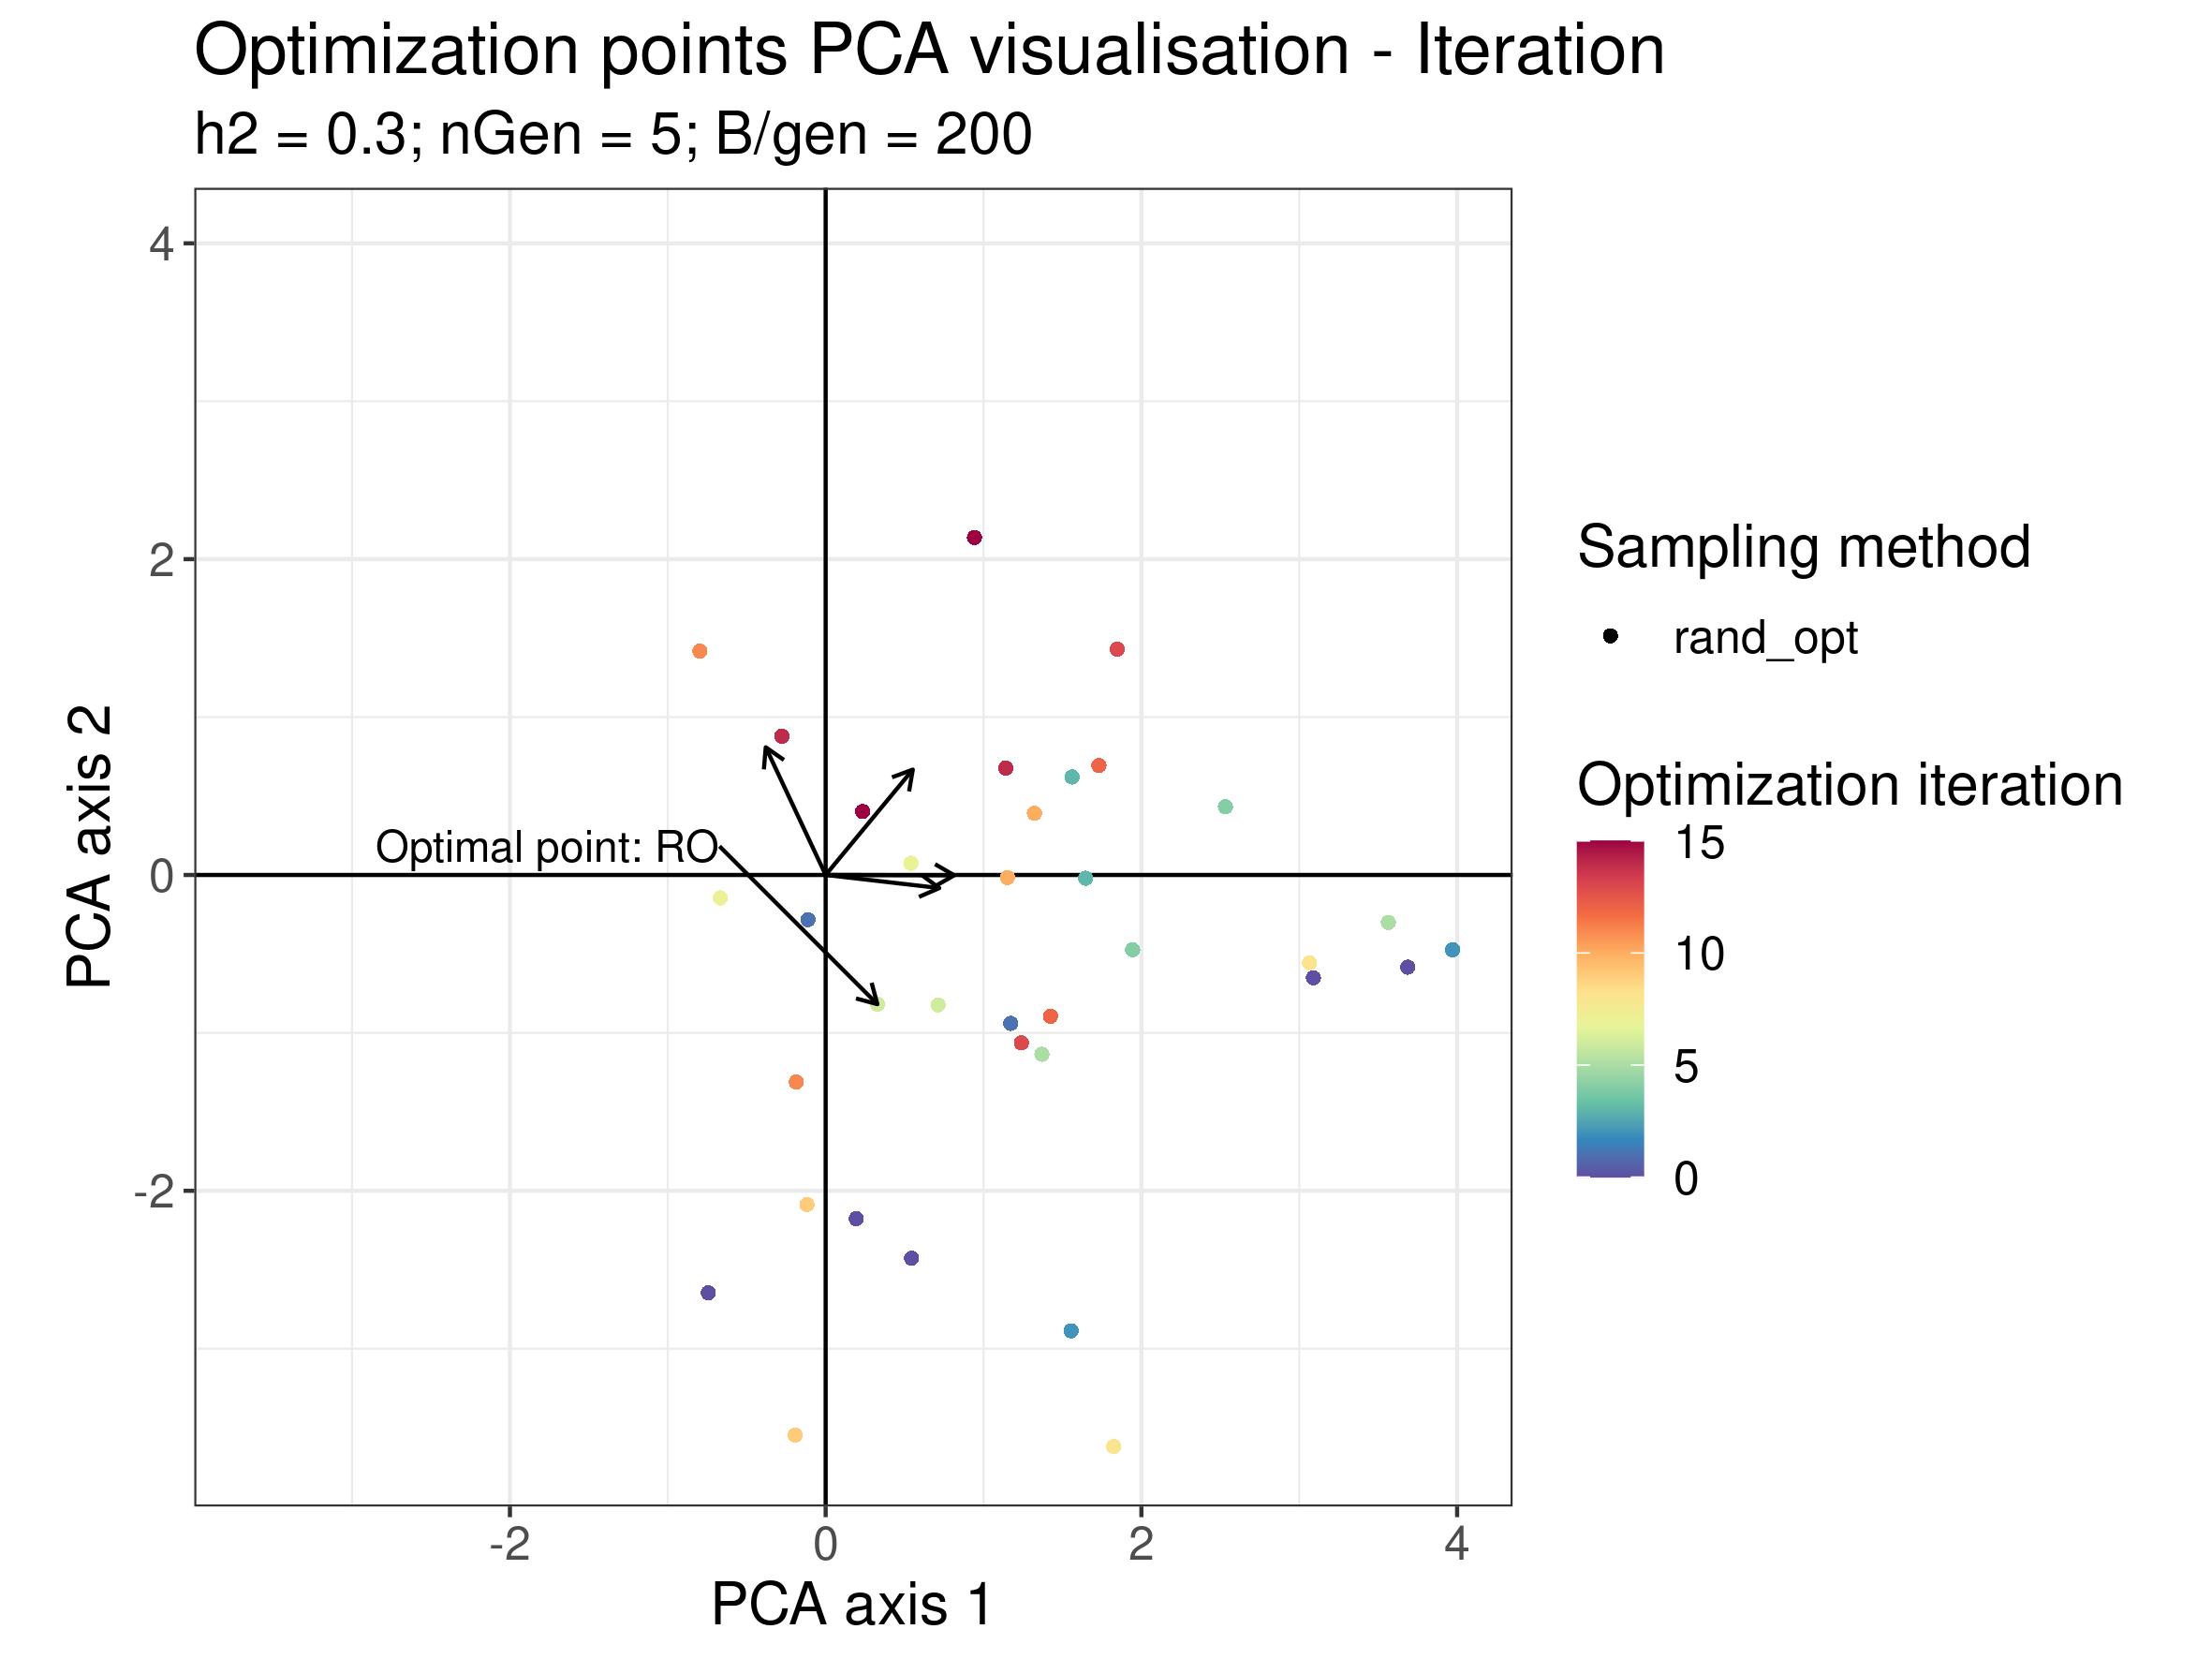 Optimization points PCA visualisation - Iteration
h2 = 0.3; nGen = 5; B/gen = 200
4
2
0
-2
PCA axis 2
Optimal point: RO
-2
0
2
4
PCA axis 1
Sampling method
rand_opt
Optimization iteration
15
10
5
0